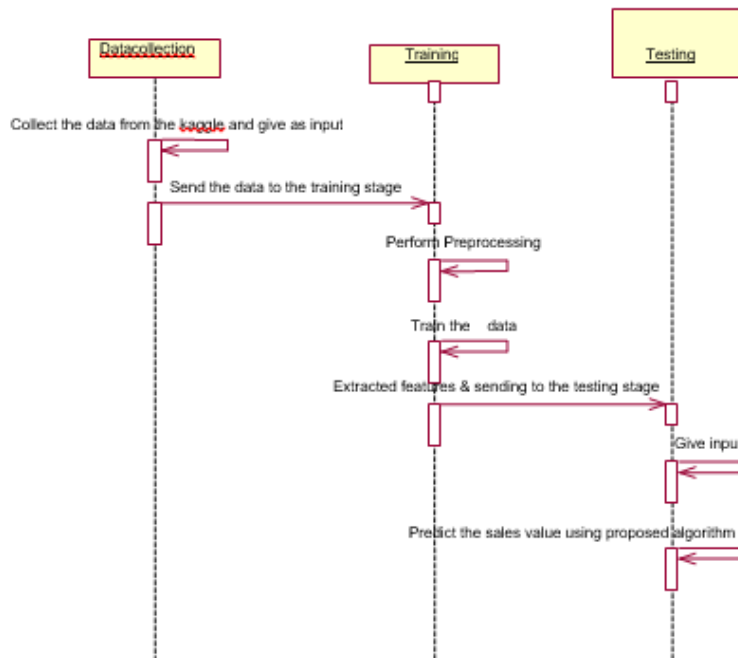 Datacollection
Training
Testing
Collect the data from the kaggle and give as input
Send the data to the training stage
Perform Preprocessing
Train the data
Extracted features & sending to the testing stage
Give inpu
Predict the sales value using proposed algorithm